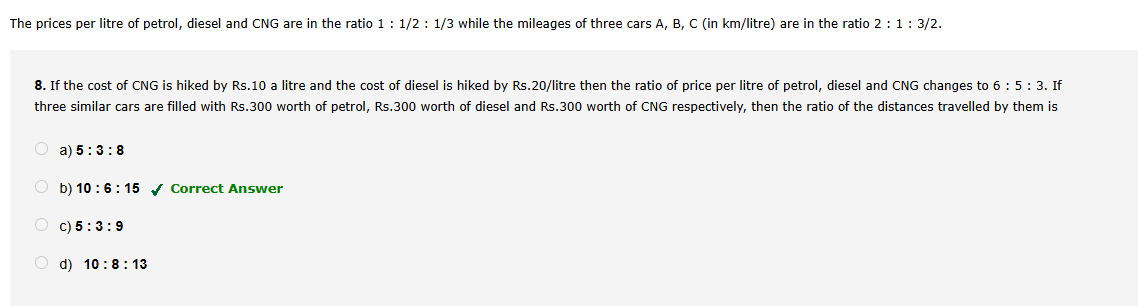 The prices per litre of petrol, diesel and CNG are in the ratio 1 : 1/2 : 1/3 while the mileages of three cars A, B, C (in km/litre) are in the ratio 2 : 1 : 3/2.
8. If the cost of CNG is hiked by Rs.10 a litre and the cost of diesel is hiked by Rs.20/litre then the ratio of price per litre of petrol, diesel and CNG changes to 6 : 5 : 3. If
three similar cars are filled with Rs.300 worth of petrol, Rs.300 worth of diesel and Rs.300 worth of CNG respectively, then the ratio of the distances travelled by them is
a) 5 : 3 : 8
b) 10 : 6 : 15 ✓ Correct Answer
c) 5 : 3 : 9
d) 10 : 8 : 13